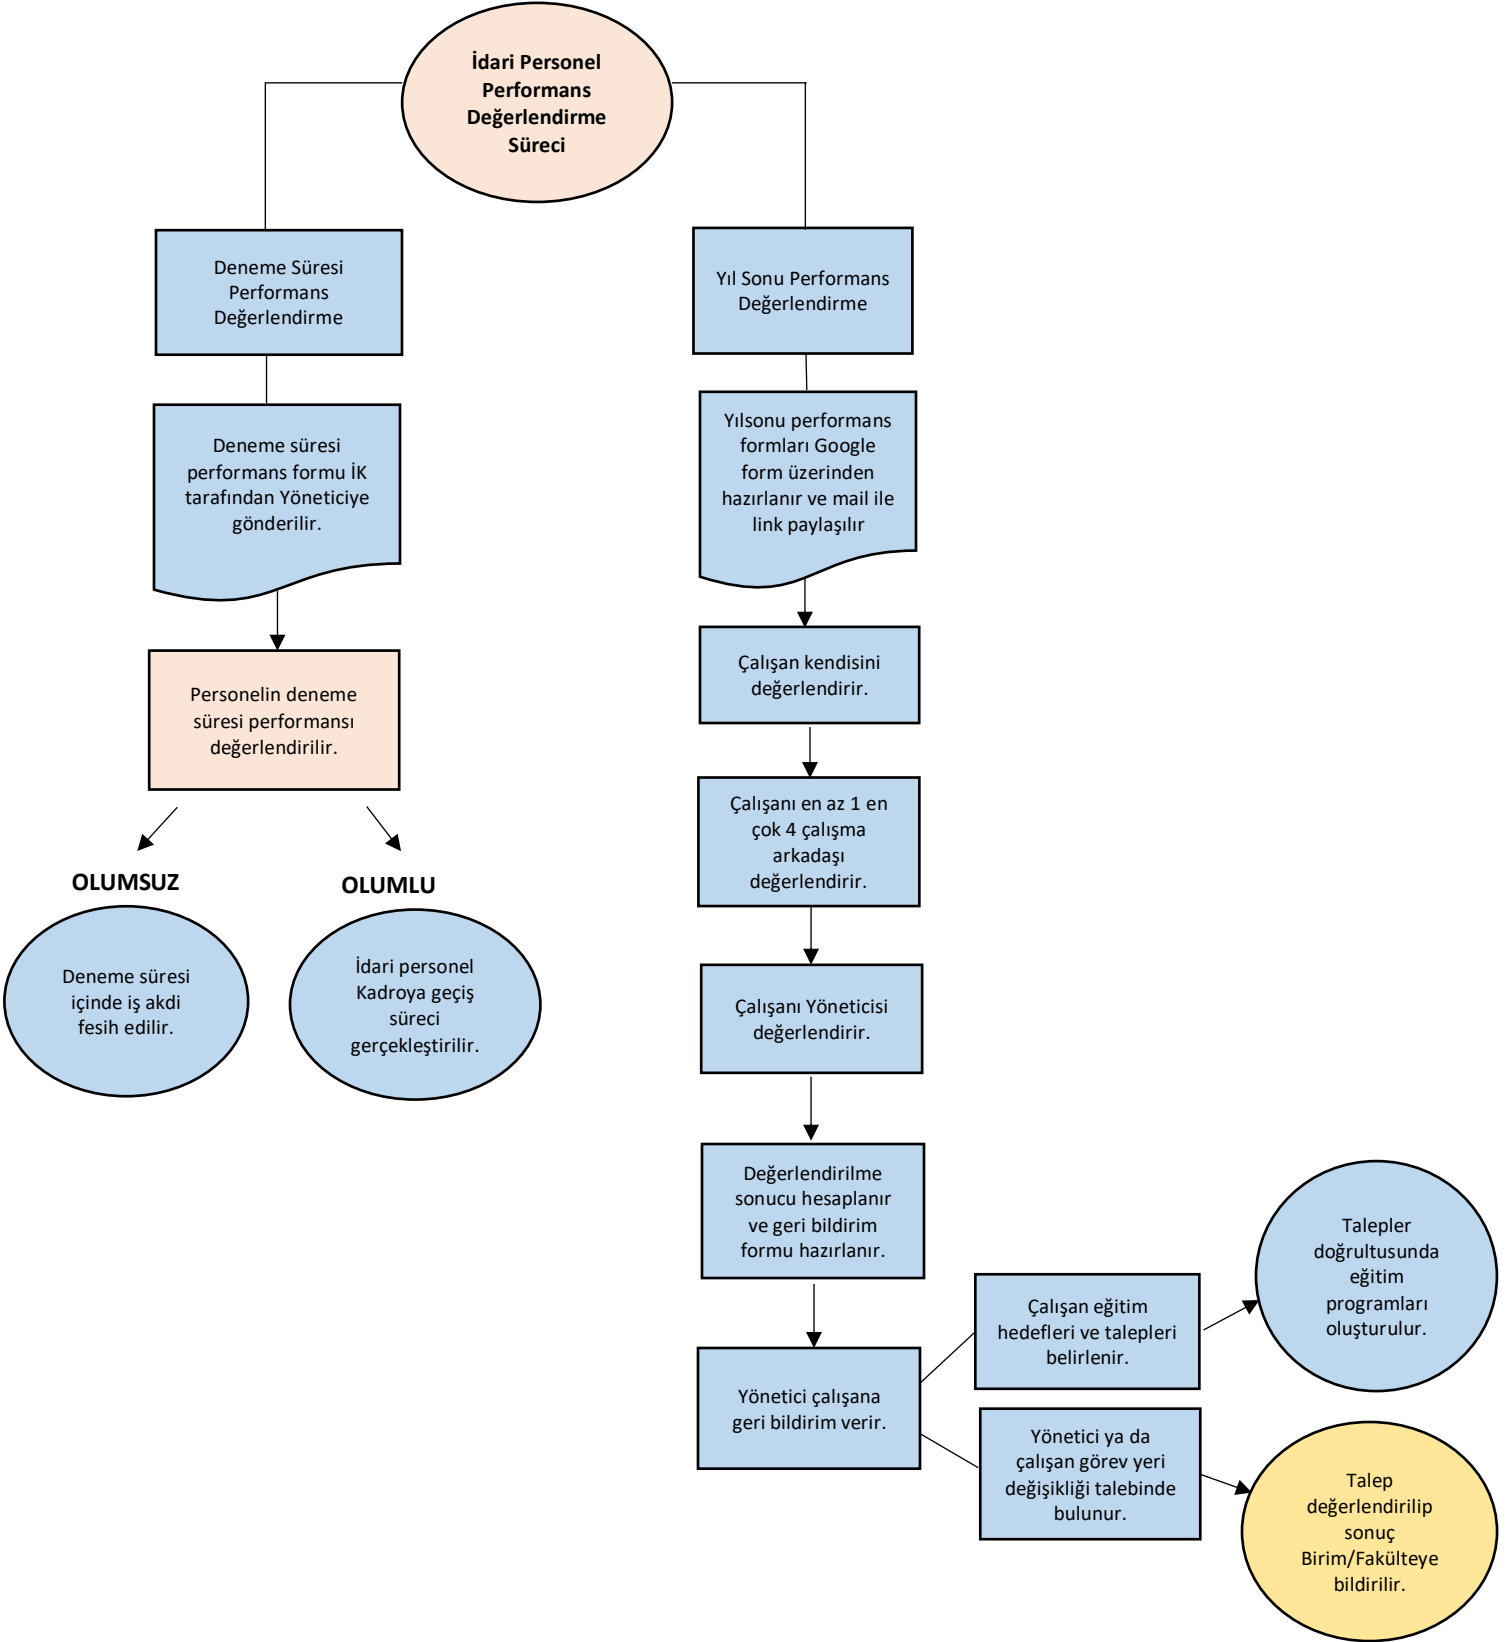 İdari Personel
Performans
Değerlendirme
Süreci
Deneme Süresi
Performans
Değerlendirme
Deneme süresi
performans formu İK
tarafından Yöneticiye
gönderilir.
Personelin deneme
süresi performansı
değerlendirilir.
OLUMSUZ
Deneme süresi
içinde iş akdi
fesih edilir.
OLUMLU
İdari personel
Kadroya geçiş
süreci
gerçekleştirilir.
Yıl Sonu Performans
Değerlendirme
Yılsonu performans
formları Google
form üzerinden
hazırlanır ve mail ile
link paylaşılır
Çalışan kendisini
değerlendirir.
Çalışanı en az 1 en
çok 4 çalışma
arkadaşı
değerlendirir.
Çalışanı Yöneticisi
değerlendirir.
Değerlendirilme
sonucu hesaplanır
ve geri bildirim
formu hazırlanır.
Yönetici çalışana
geri bildirim verir.
Çalışan eğitim
hedefleri ve talepleri
belirlenir.
Talepler
doğrultusunda
eğitim
programları
oluşturulur.
Yönetici ya da
çalışan görev yeri
değişikliği talebinde
bulunur.
Talep
değerlendirilip
sonuç
Birim/Fakülteye
bildirilir.